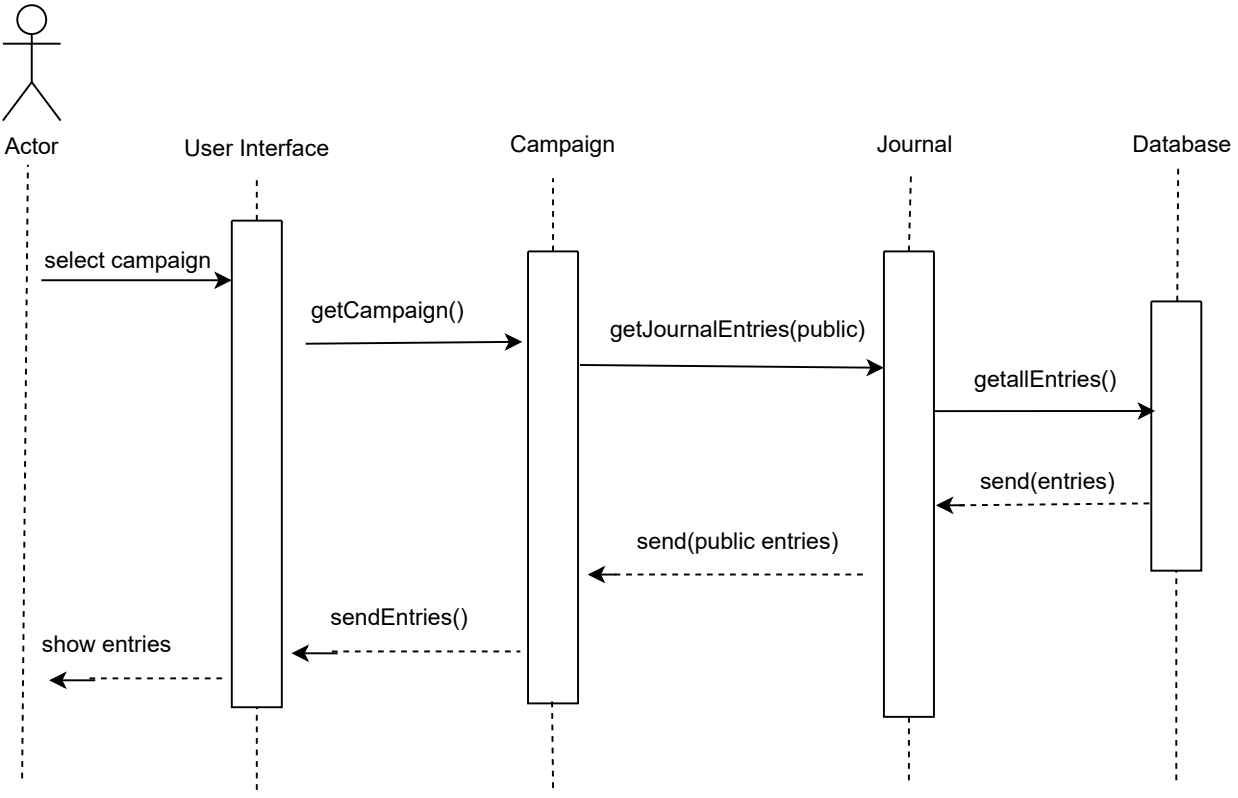 Actor
User Interface
Campaign
Journal
Database
select campaign
getCampaign()
getJournalEntries(public)
getallEntries()
send(entries)
send(public entries)
sendEntries()
show entries